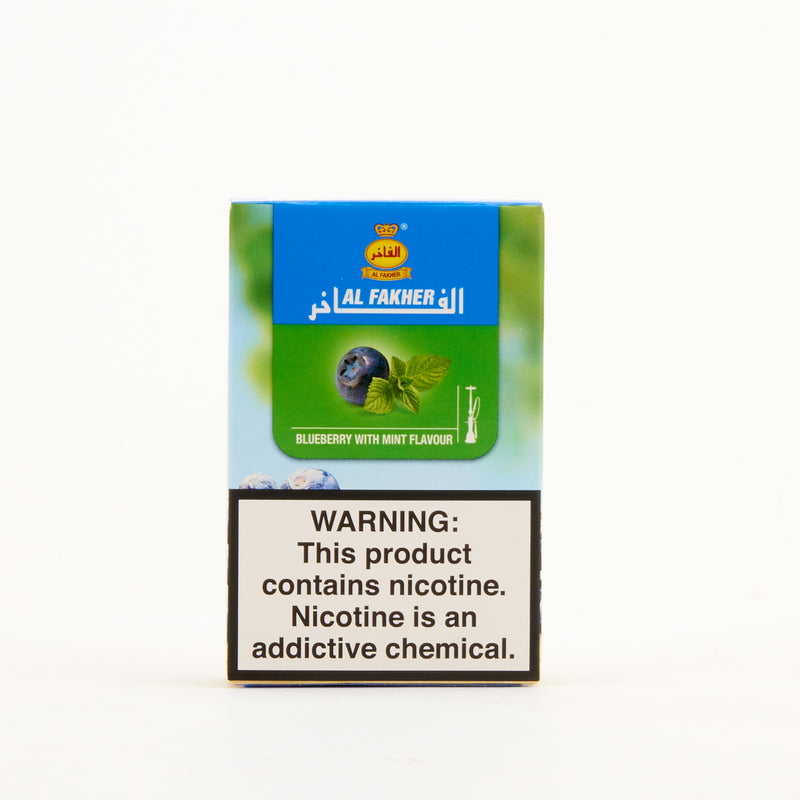 الفاخر
®
AL FAKHER
AL FAKHER
الفاخر
BLUEBERRY WITH MINT FLAVOUR
WARNING:
This product
contains nicotine.
Nicotine is an
addictive chemical.